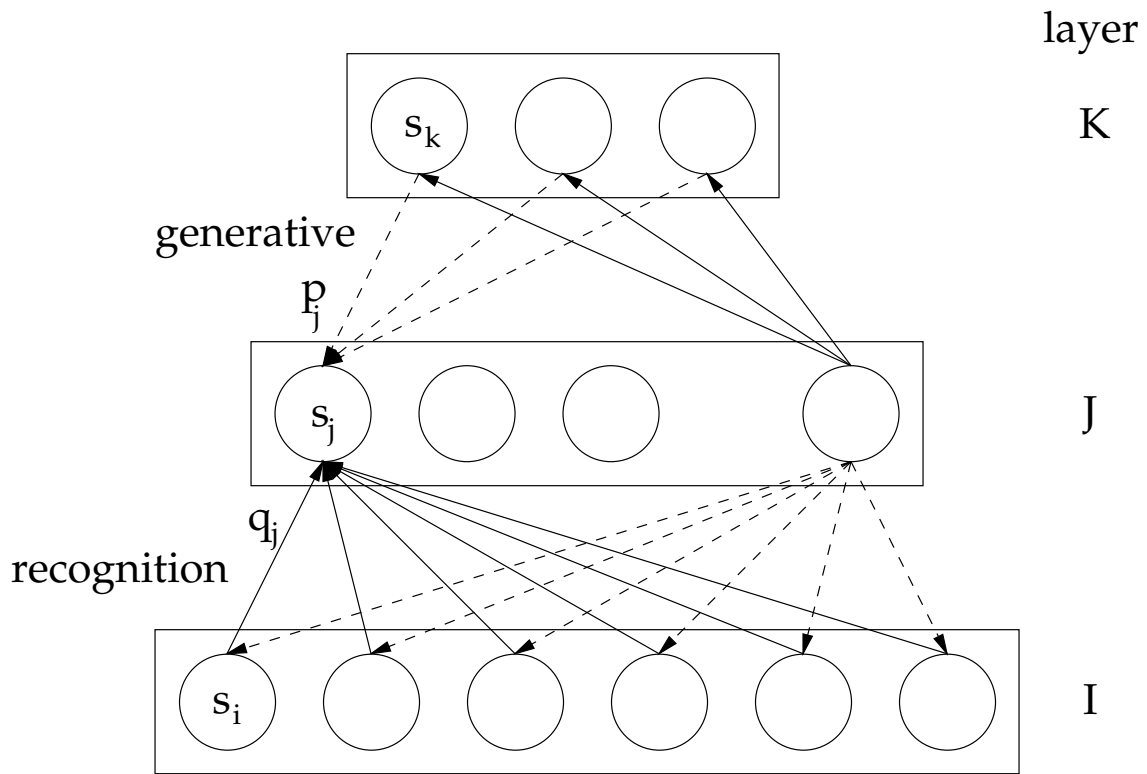 layer
s_k
K
generative
p_j
s_j
J
q_j
recognition
s_i
I